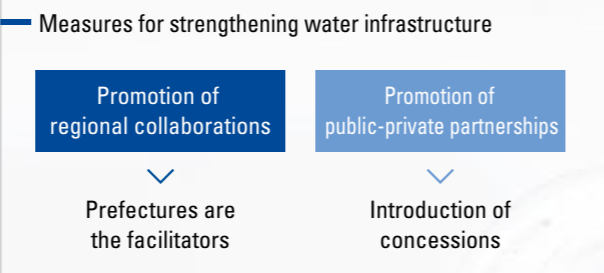 Measures for strengthening water infrastructure
Promotion of
regional collaborations
Prefectures are
the facilitators
Promotion of
public-private partnerships
Introduction of
concessions